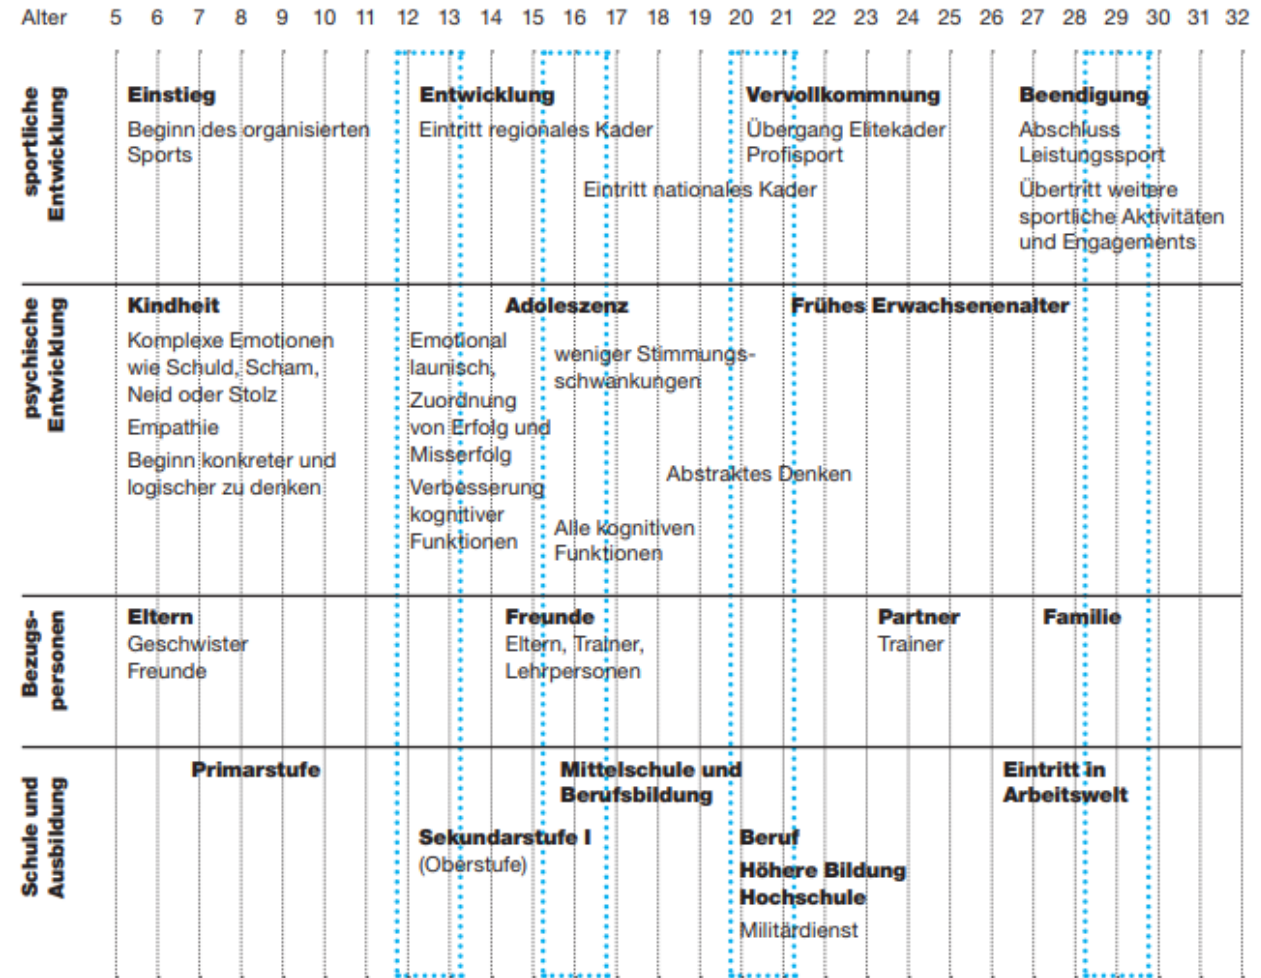 Alter 5 6 7 8 9 10 11 12 13 14 15 16 17 18 19 20 21 22 23 24 25 26 27 28 29 30 31 32
sportliche
Entwicklung
Einstieg
Beginn des organisierten
Sports
Entwicklung
Eintritt regionales Kader
Eintritt nationales Kader
Vervollkommnung
Übergang Elitekader
Profisport
Beendigung
Abschluss
Leistungssport
Übertritt weitere
sportliche Aktivitäten
und Engagements
psychische
Entwicklung
Kindheit
Komplexe Emotionen
wie Schuld, Scham,
Neid oder Stolz
Empathie
Beginn konkreter und
logischer zu denken
Adoleszenz
Emotional
launisch,
Zuordnung
von Erfolg und
Misserfolg
Verbesserung
kognitiver
Funktionen
weniger Stimmungs-
schwankungen
Alle kognitiven
Funktionen
Abstraktes Denken
Frühes Erwachsenenalter
Bezugs-
personen
Eltern
Geschwister
Freunde
Freunde
Eltern, Trainer,
Lehrpersonen
Partner
Trainer
Familie
Schule und
Ausbildung
Primarstufe
Sekundarstufe I
(Oberstufe)
Mittelschule und
Berufsbildung
Beruf
Höhere Bildung
Hochschule
Militärdienst
Eintritt in
Arbeitswelt